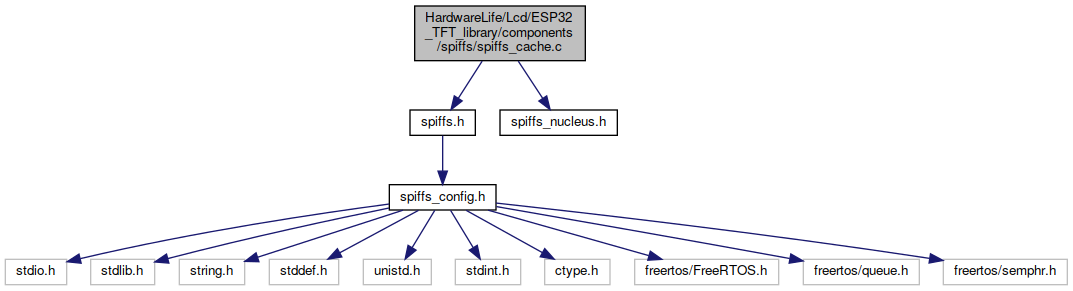 HardwareLife/Lcd/ESP32
_TFT_library/components
/spiffs/spiffs_cache.c
spiffs.h
spiffs_nucleus.h
spiffs_config.h
stdio.h
stdlib.h
string.h
stddef.h
unistd.h
stdint.h
ctype.h
freertos/FreeRTOS.h
freertos/queue.h
freertos/semphr.h